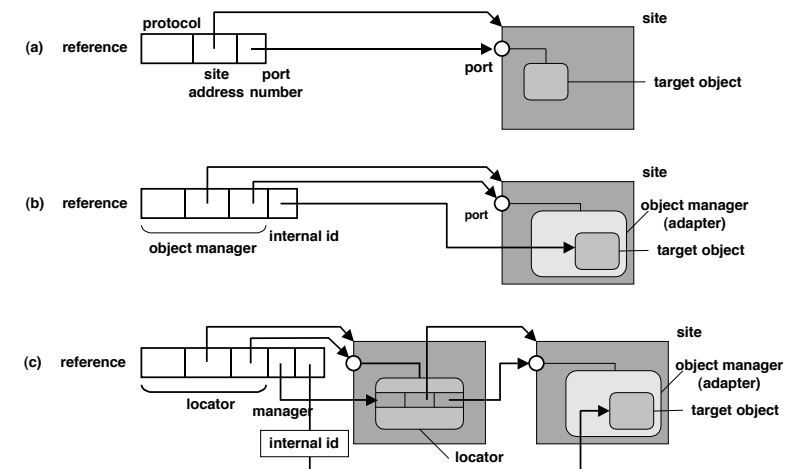 protocol
site
(a) reference
site address
port number
port
target object
site
(b) reference
port
object manager (adapter)
object manager
internal id
target object
site
(c) reference
object manager (adapter)
locator
manager
target object
internal id
locator